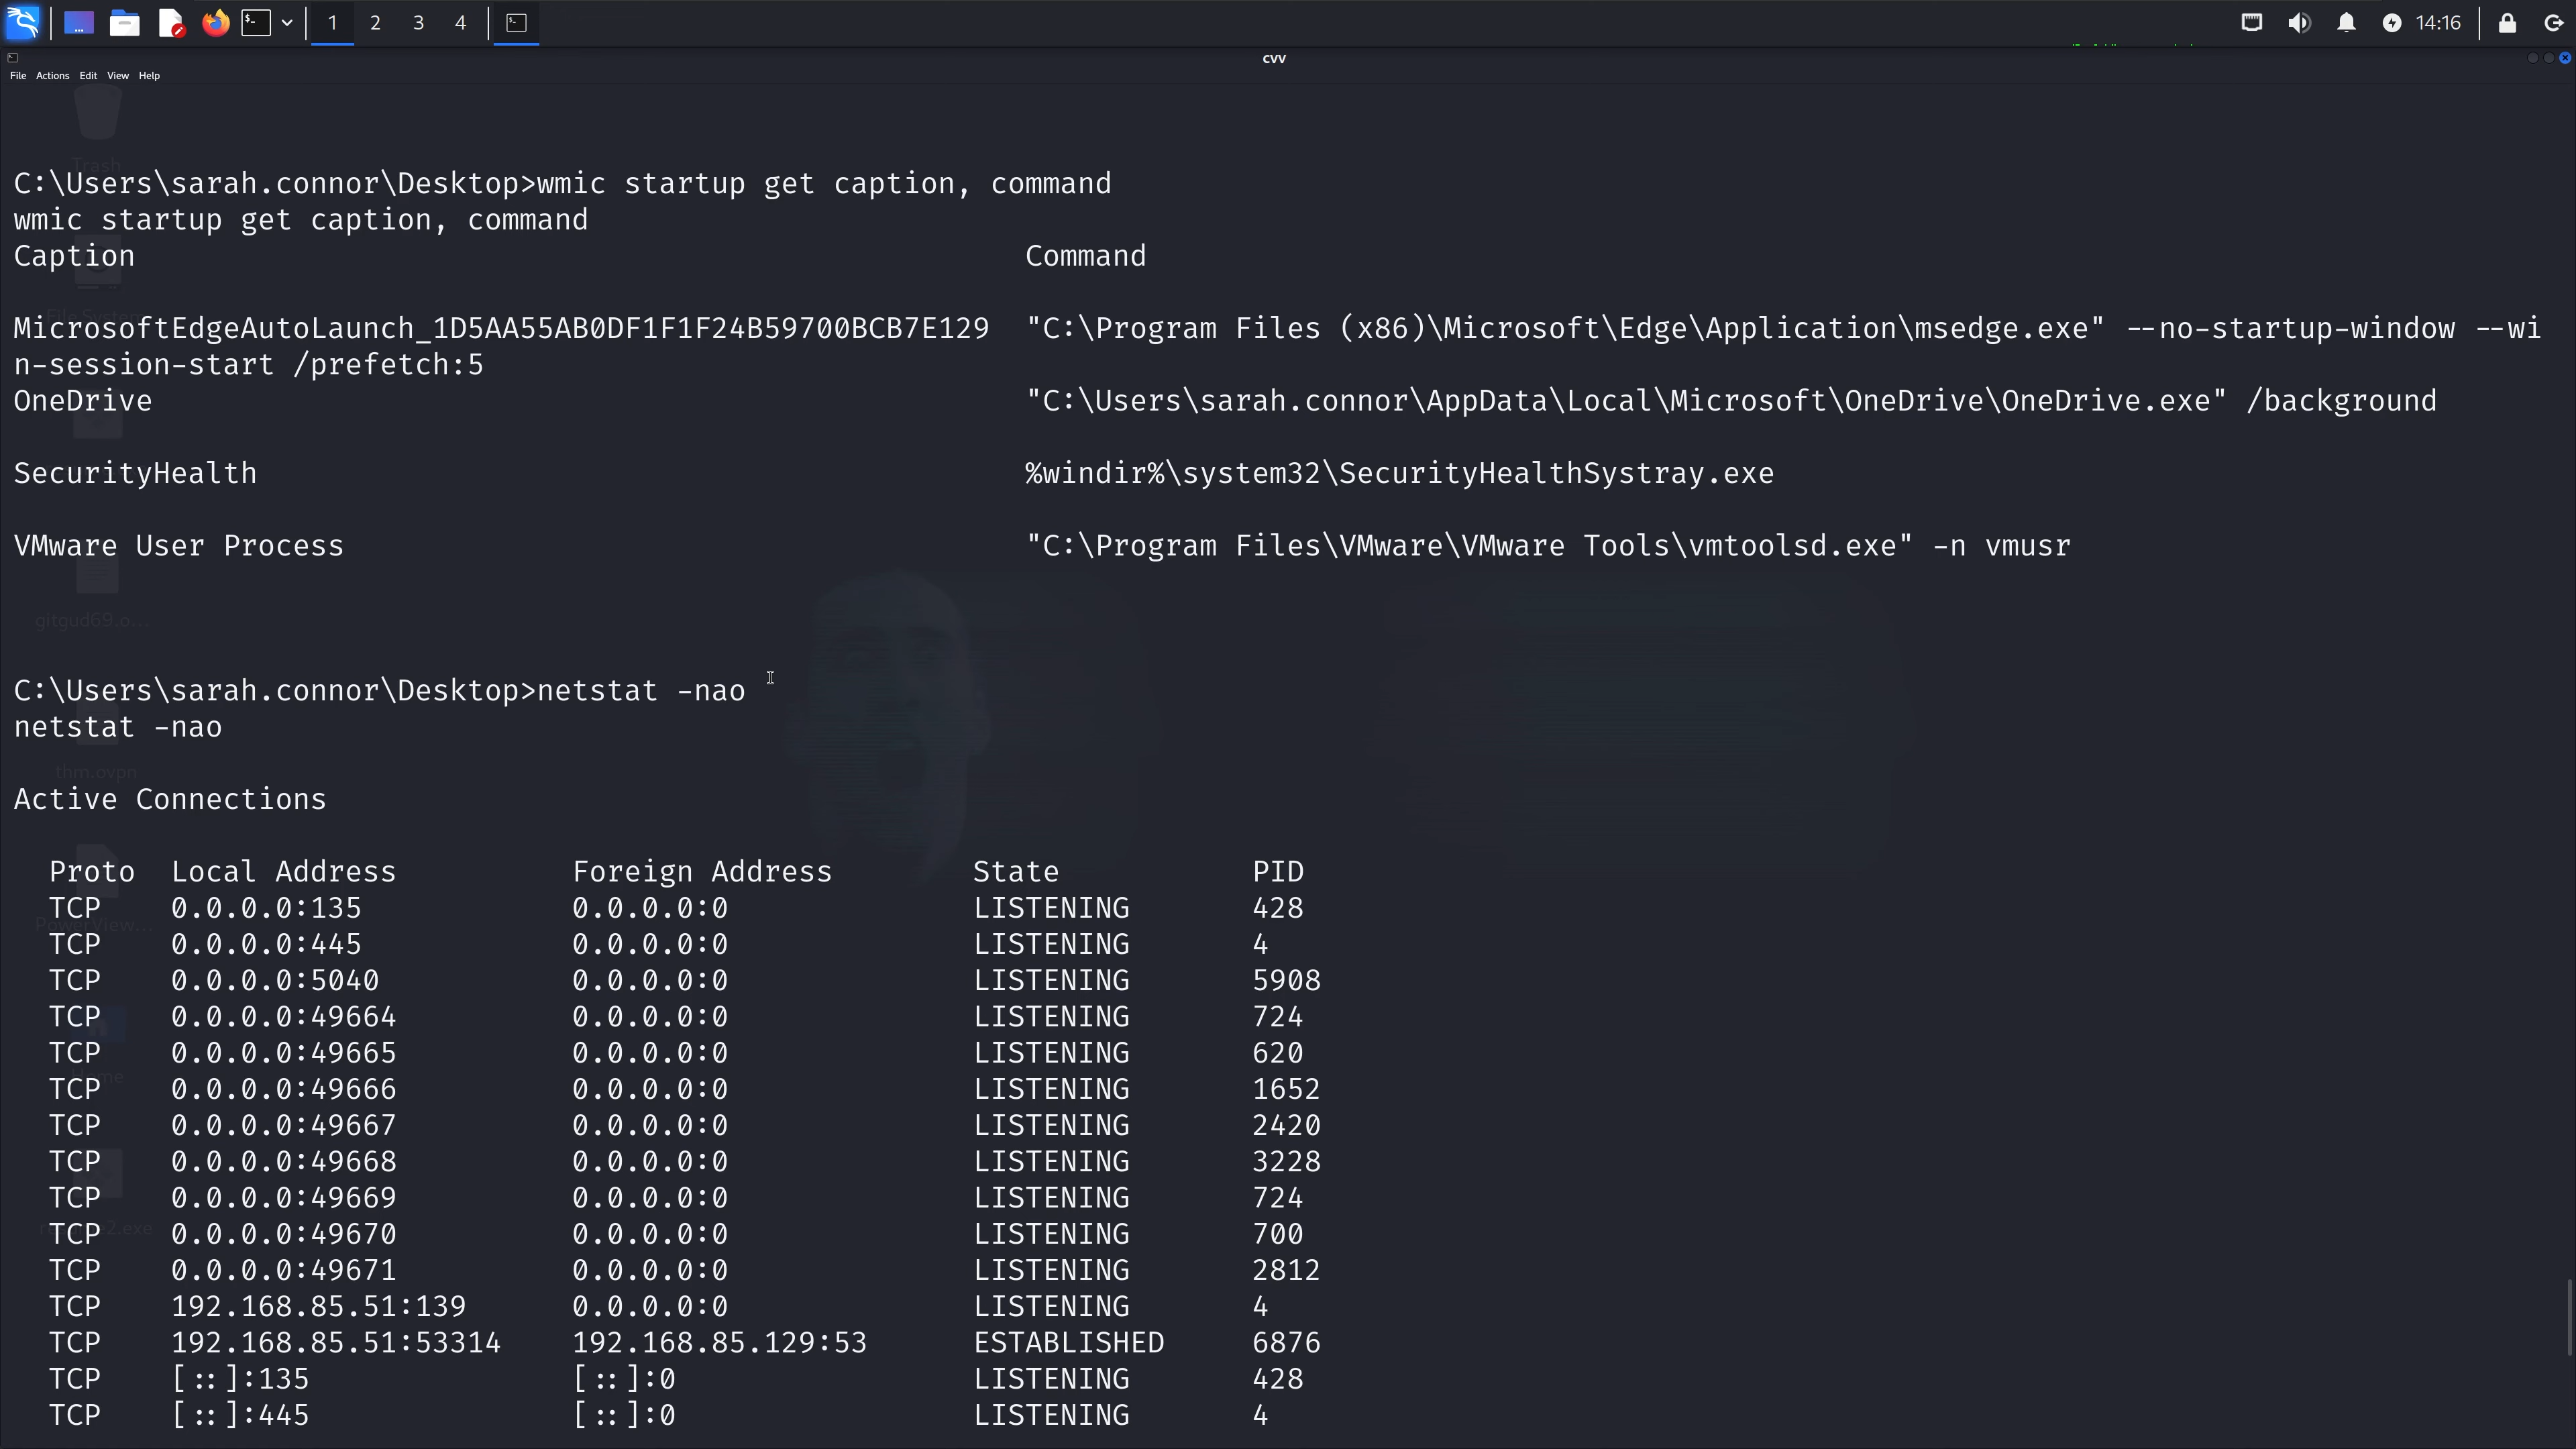 1 2 3 4 14:16
cvv
File Actions Edit View Help
Trash
C:\Users\sarah.connor\Desktop>wmic startup get caption, command
wmic startup get caption, command
Caption Command
File System
MicrosoftEdgeAutoLaunch_1D5AA55AB0DF1F1F24B59700BCB7E129 "C:\Program Files (x86)\Microsoft\Edge\Application\msedge.exe" --no-startup-window --wi
n-session-start /prefetch:5
OneDrive "C:\Users\sarah.connor\AppData\Local\Microsoft\OneDrive\OneDrive.exe" /background
SecurityHealth %windir%\system32\SecurityHealthSystray.exe
VMware User Process "C:\Program Files\VMware\VMware Tools\vmtoolsd.exe" -n vmusr
gitgud69.o...
C:\Users\sarah.connor\Desktop>netstat -nao
netstat -nao
thm.ovpn
Active Connections
Proto Local Address Foreign Address State PID
TCP 0.0.0.0:135 0.0.0.0:0 LISTENING 428
PowerView...
TCP 0.0.0.0:445 0.0.0.0:0 LISTENING 4
TCP 0.0.0.0:5040 0.0.0.0:0 LISTENING 5908
TCP 0.0.0.0:49664 0.0.0.0:0 LISTENING 724
TCP 0.0.0.0:49665 0.0.0.0:0 LISTENING 620
Home
TCP 0.0.0.0:49666 0.0.0.0:0 LISTENING 1652
TCP 0.0.0.0:49667 0.0.0.0:0 LISTENING 2420
TCP 0.0.0.0:49668 0.0.0.0:0 LISTENING 3228
TCP 0.0.0.0:49669 0.0.0.0:0 LISTENING 724
TCP 0.0.0.0:49670 0.0.0.0:0 LISTENING 700
TCP 0.0.0.0:49671 0.0.0.0:0 LISTENING 2812
TCP 192.168.85.51:139 0.0.0.0:0 LISTENING 4
TCP 192.168.85.51:53314 192.168.85.129:53 ESTABLISHED 6876
TCP [::]:135 [::]:0 LISTENING 428
TCP [::]:445 [::]:0 LISTENING 4